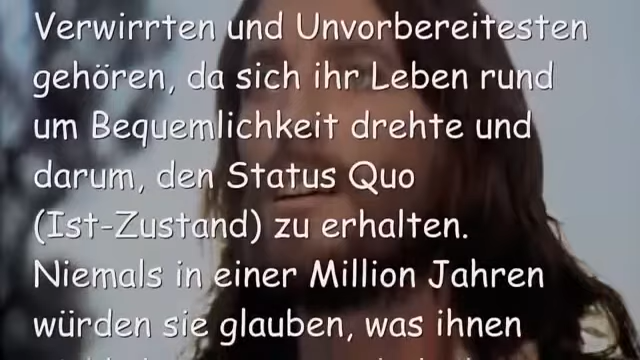 Verwirrten und Unvorbereitesten
gehören, da sich ihr Leben rund
um Bequemlichkeit drehte und
darum, den Status Quo
(Ist-Zustand) zu erhalten.
Niemals in einer Million Jahren
würden sie glauben, was ihnen